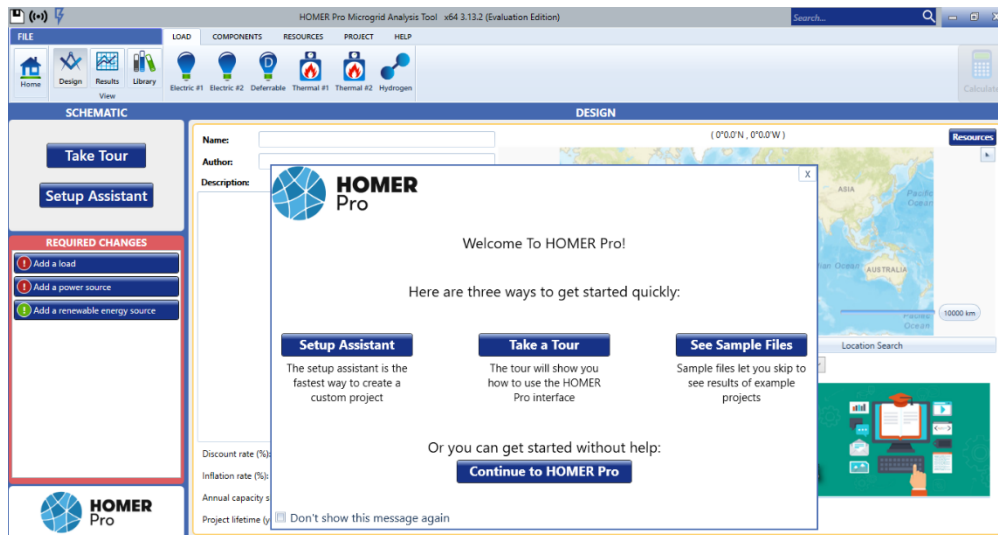 HOMER Pro Microgrid Analysis Tool x64 3.13.2 (Evaluation Edition)
Search...
FILE
LOAD COMPONENTS RESOURCES PROJECT HELP
Home
Design
Results
Library
View
Electric #1
Electric #2
Deferrable
Thermal #1
Thermal #2
Hydrogen
Calculate
SCHEMATIC
Take Tour
Setup Assistant
REQUIRED CHANGES
Add a load
Add a power source
Add a renewable energy source
HOMER
Pro
DESIGN
Name:
Author:
Description:
(0°0.0'N , 0°0.0'W )
Resources
ASIA
Pacific
Ocean
Ocean
AUSTRALIA
Ocean
10000 km
Location Search
Discount rate (%):
Inflation rate (%):
Annual capacity s
Project lifetime (y
X
HOMER
Pro
Welcome To HOMER Pro!
Here are three ways to get started quickly:
Setup Assistant
The setup assistant is the
fastest way to create a
custom project
Take a Tour
The tour will show you
how to use the HOMER
Pro interface
See Sample Files
Sample files let you skip to
see results of example
projects
Or you can get started without help:
Continue to HOMER Pro
Don't show this message again